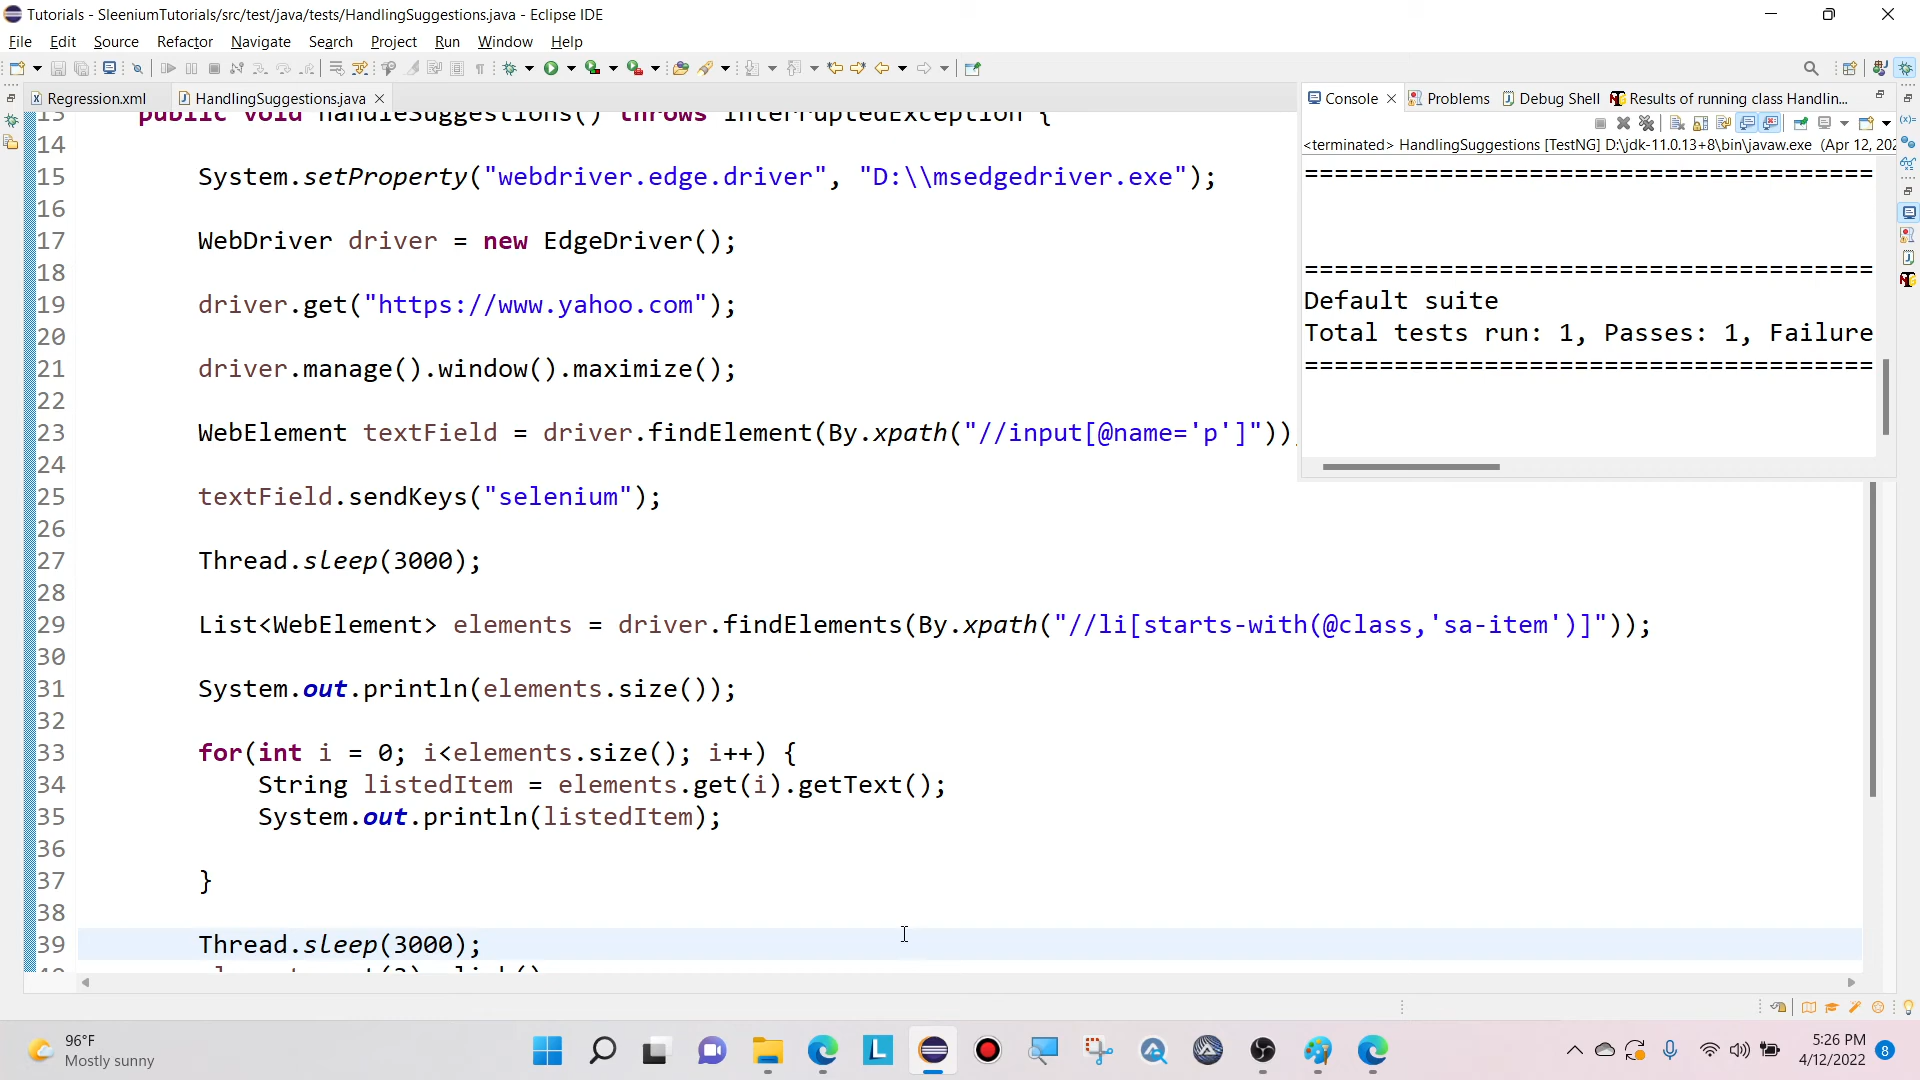 Tutorials - SleeniumTutorials/src/test/java/tests/HandlingSuggestions.java - Eclipse IDE
File Edit Source Refactor Navigate Search Project Run Window Help
Regression.xml
HandlingSuggestions.java
13 public void handleSuggestions() throws InterruptedException {
14
15 System.setProperty("webdriver.edge.driver", "D:\\msedgedriver.exe");
16
17 WebDriver driver = new EdgeDriver();
18
19 driver.get("https://www.yahoo.com");
20
21 driver.manage().window().maximize();
22
23 WebElement textField = driver.findElement(By.xpath("//input[@name='p']"))
24
25 textField.sendKeys("selenium");
26
27 Thread.sleep(3000);
28
29 List<WebElement> elements = driver.findElements(By.xpath("//li[starts-with(@class,'sa-item')]"));
30
31 System.out.println(elements.size());
32
33 for(int i = 0; i<elements.size(); i++) {
34 String listedItem = elements.get(i).getText();
35 System.out.println(listedItem);
36
37 }
38
39 Thread.sleep(3000);
Console Problems Debug Shell Results of running class Handlin...
<terminated> HandlingSuggestions [TestNG] D:\jdk-11.0.13+8\bin\javaw.exe (Apr 12, 202
=====================================
=====================================
Default suite
Total tests run: 1, Passes: 1, Failure
=====================================
96°F
Mostly sunny
5:26 PM
4/12/2022
8